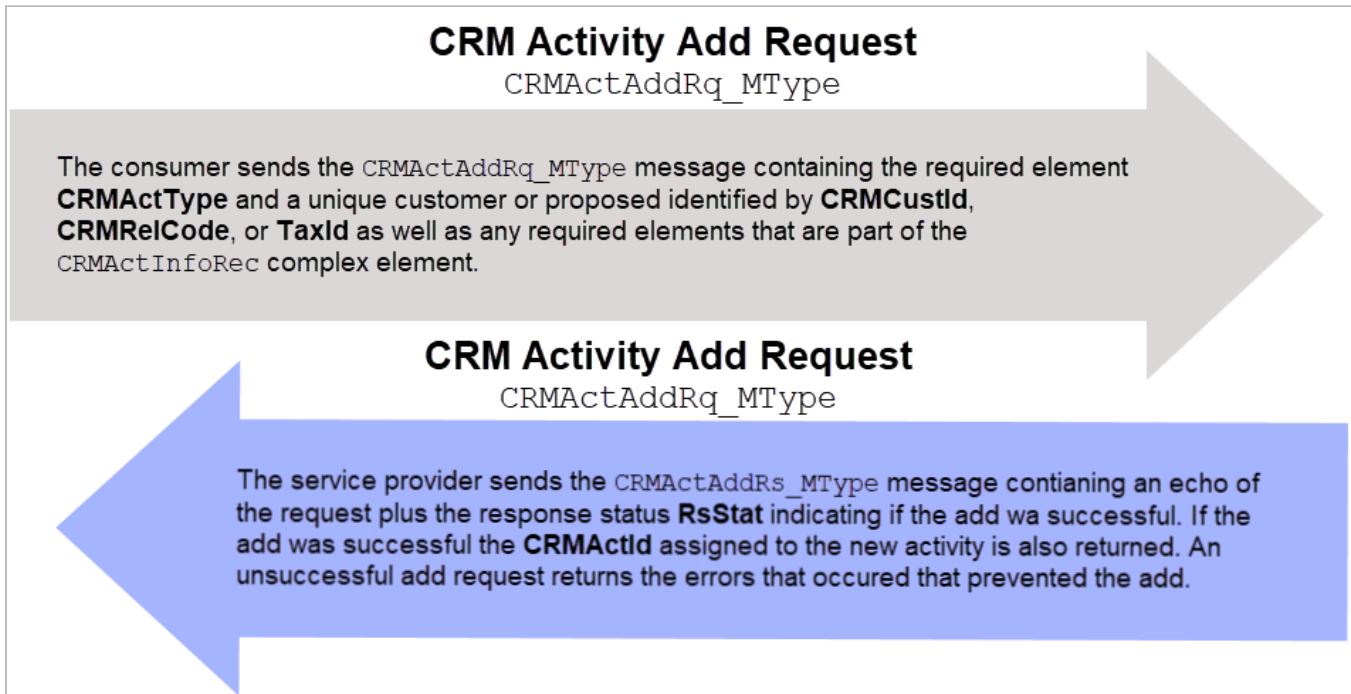 CRM Activity Add Request
CRMActAddRq_MType
The consumer sends the CRMActAddRq_MType message containing the required element
CRMActType and a unique customer or proposed identified by CRMCustId,
CRMRelCode, or TaxId as well as any required elements that are part of the
CRMActInfoRec complex element.
CRM Activity Add Request
CRMActAddRq_MType
The service provider sends the CRMActAddRs_MType message contianing an echo of
the request plus the response status RsStat indicating if the add wa successful. If the
add was successful the CRMActId assigned to the new activity is also returned. An
unsuccessful add request returns the errors that occured that prevented the add.